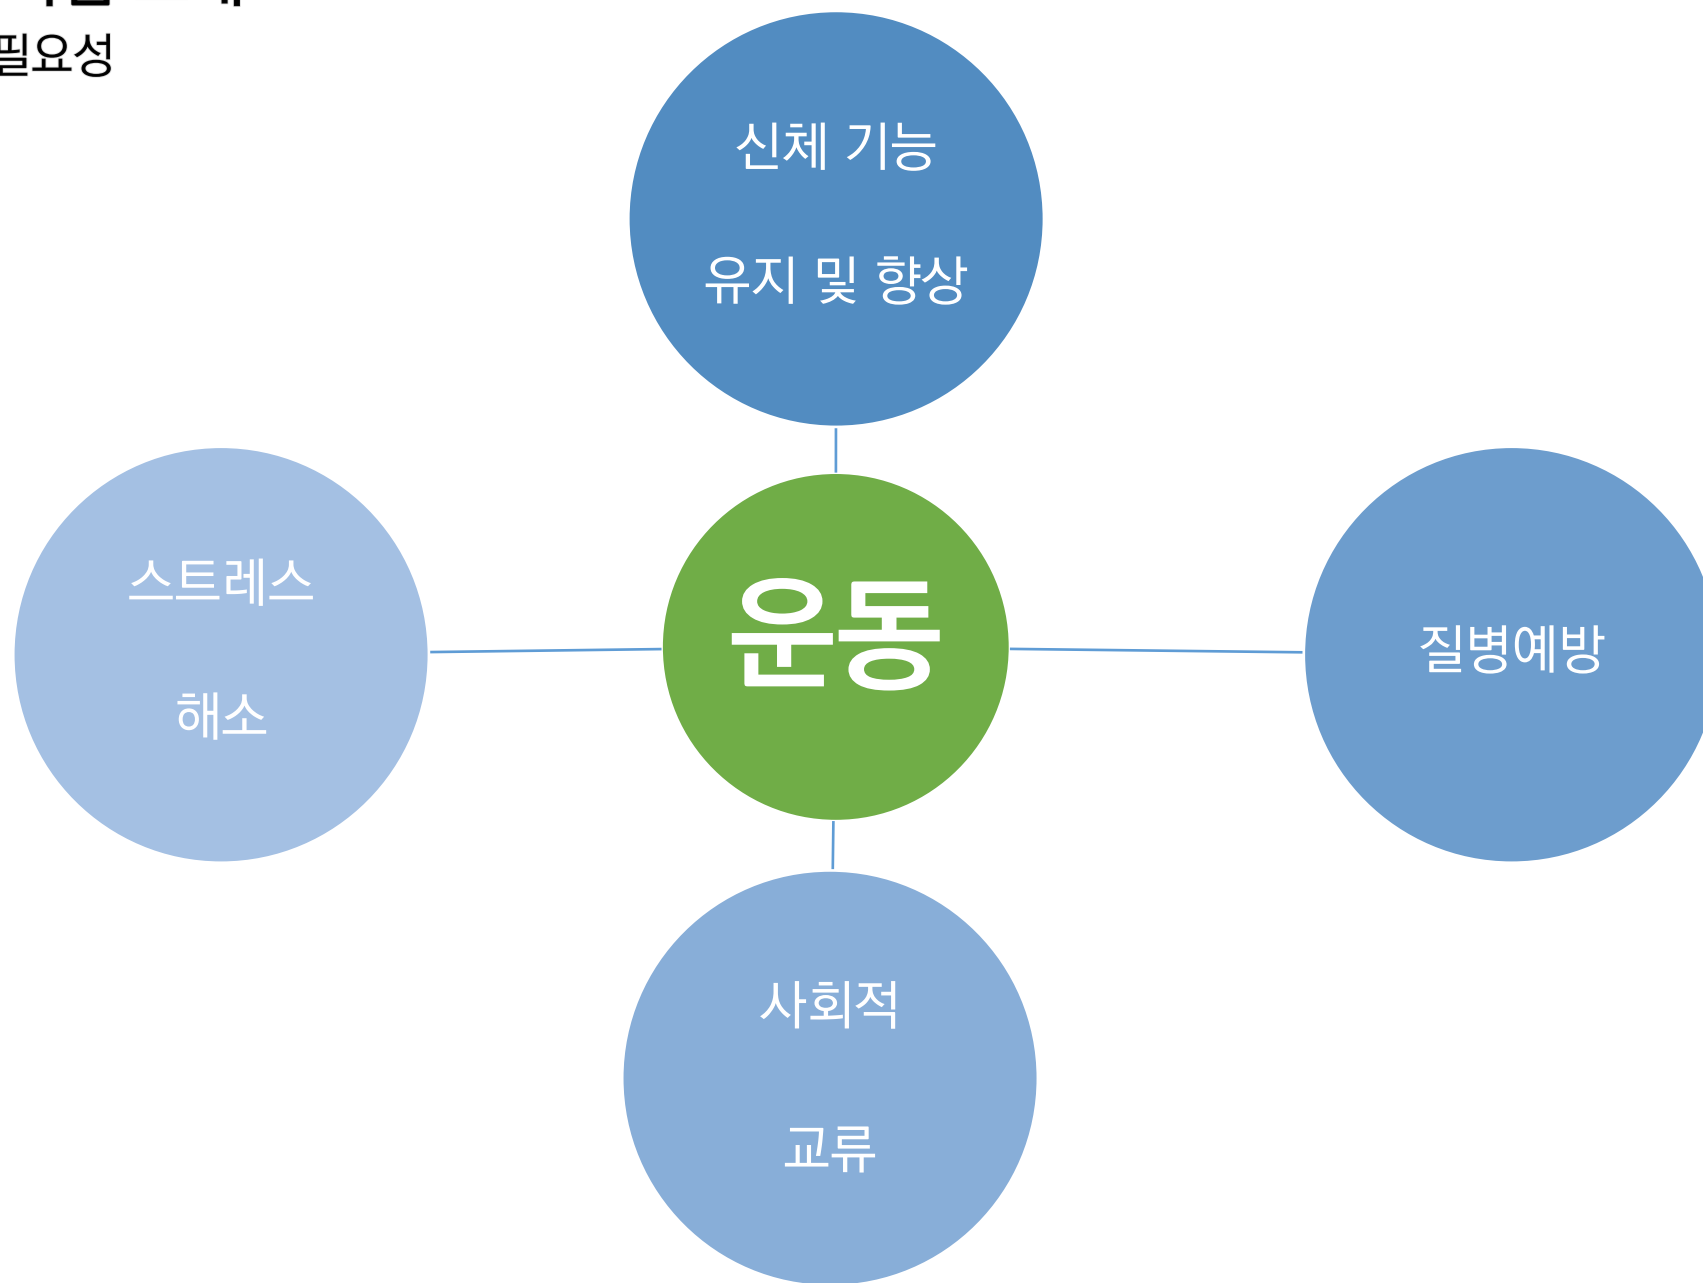 필요성
신체 기능
유지 및 향상
스트레스
해소
운동
질병예방
사회적
교류